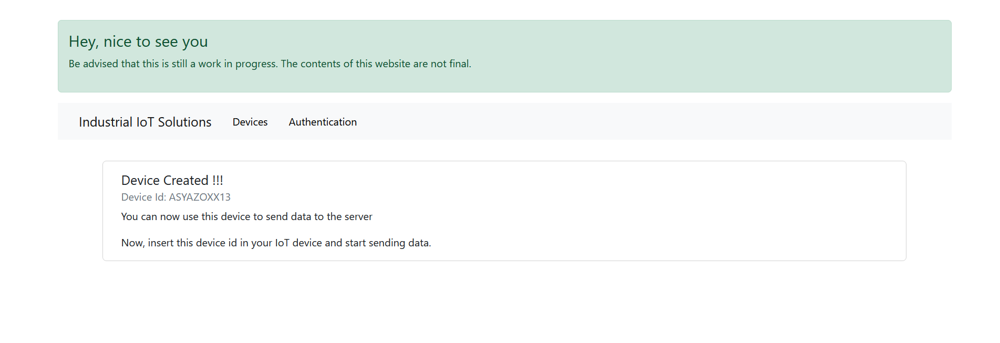 Hey, nice to see you
Be advised that this is still a work in progress. The contents of this website are not final.
Industrial IoT Solutions Devices Authentication
Device Created !!!
Device Id: ASYAZOXX13
You can now use this device to send data to the server
Now, insert this device id in your IoT device and start sending data.